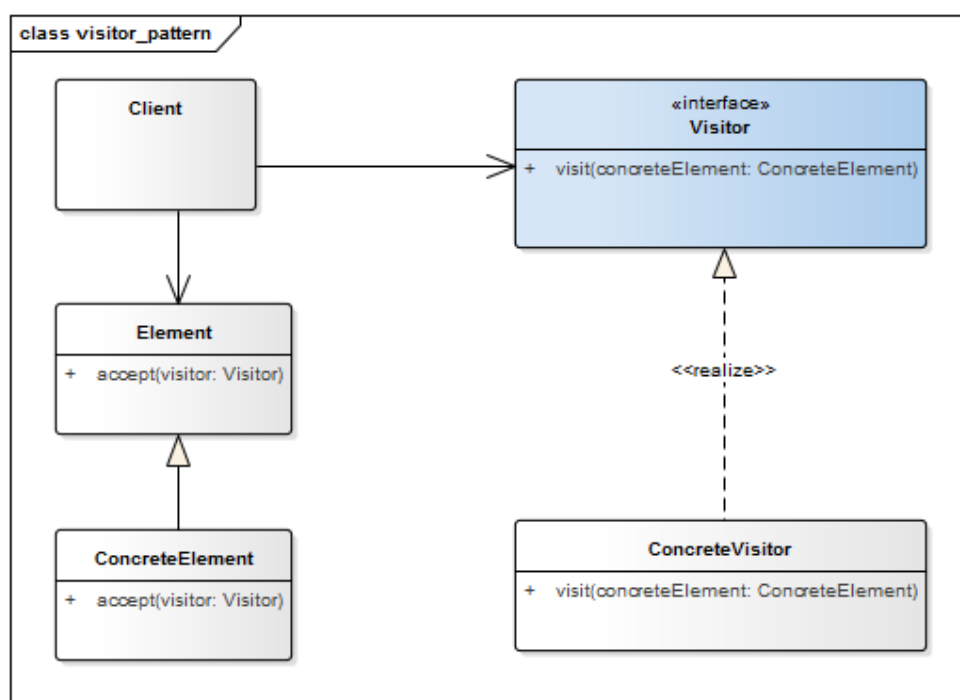 class visitor_pattern
Client
«interface»
Visitor
+ visit(concreteElement: ConcreteElement)
Element
+ accept(visitor: Visitor)
<<realize>>
ConcreteElement
+ accept(visitor: Visitor)
ConcreteVisitor
+ visit(concreteElement: ConcreteElement)